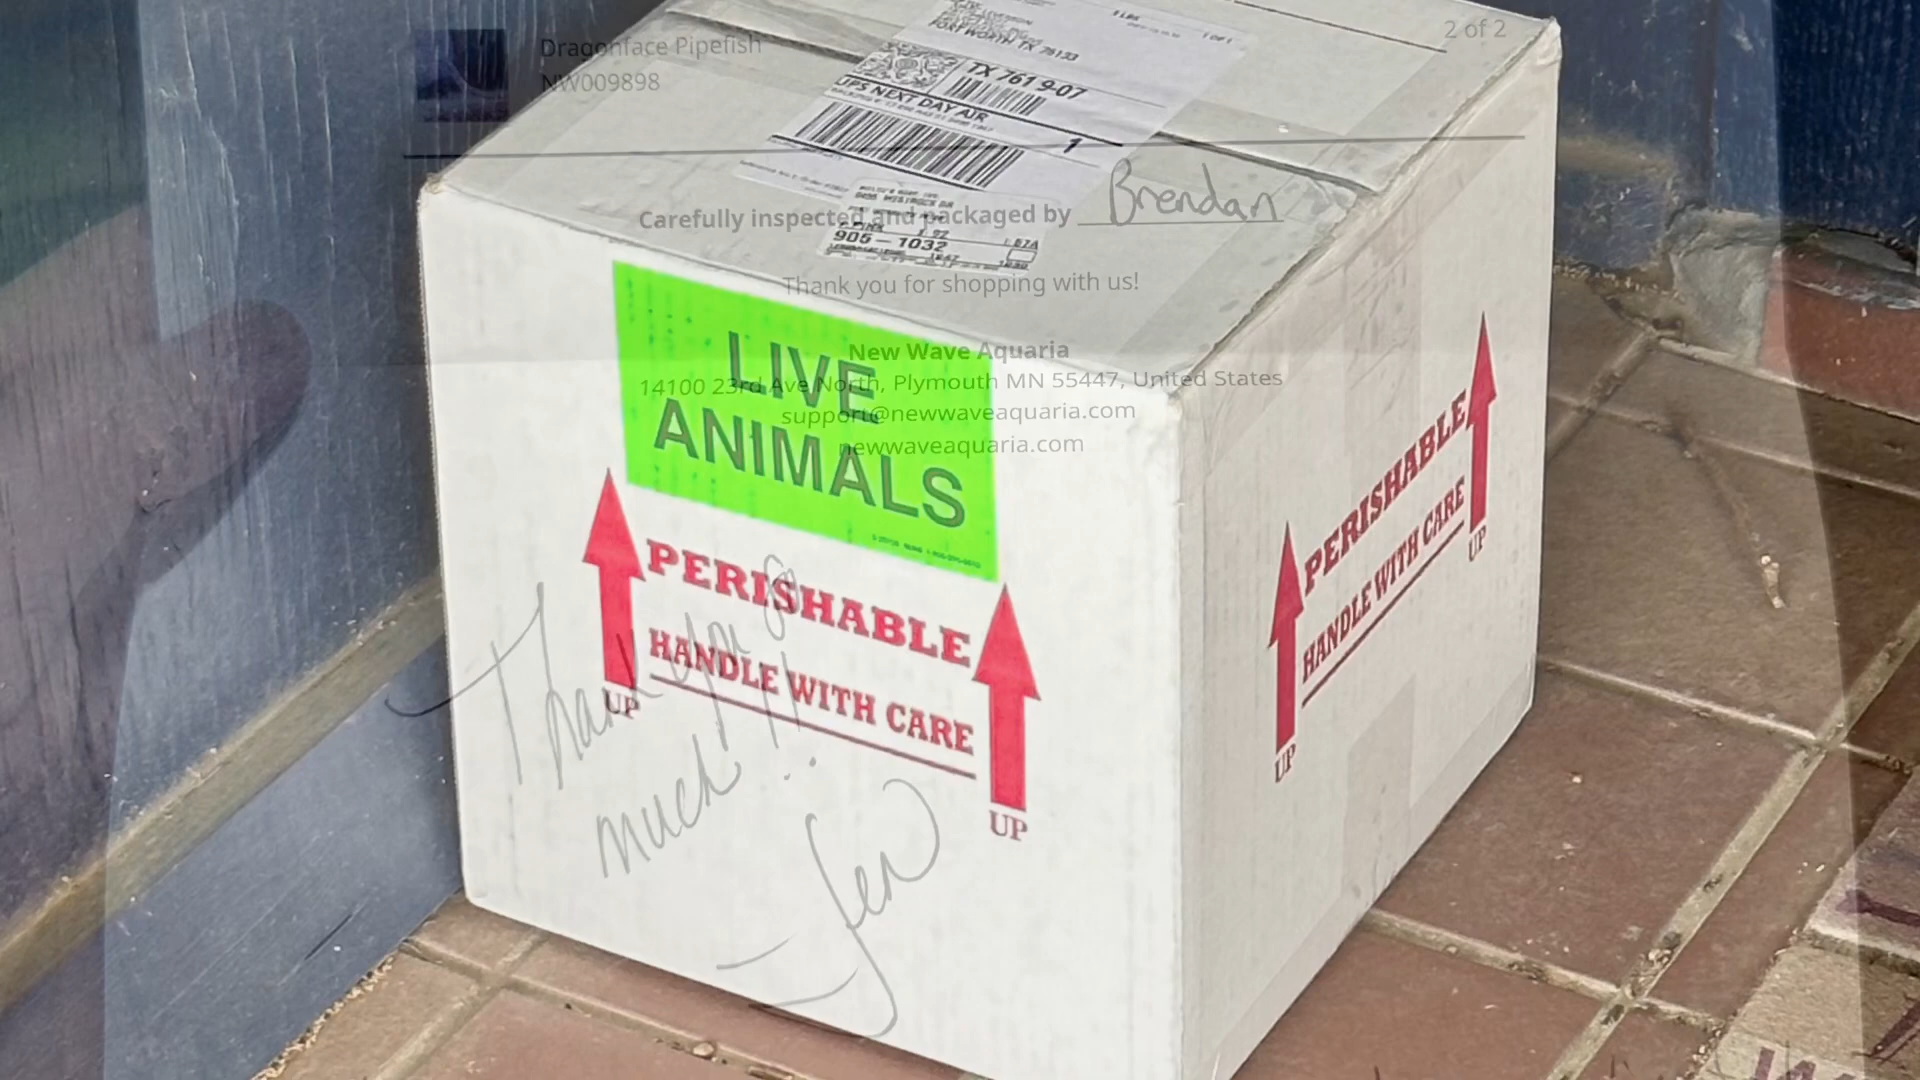 Dragonface Pipefish
2 of 2
NW009898
FORT WORTH TX 76133
TX 761 9-07
UPS NEXT DAY AIR
1
Carefully inspected and packaged by Brendan
905 - 1032
Thank you for shopping with us!
New Wave Aquaria
14100 23rd Ave North, Plymouth MN 55447, United States
support@newwaveaquaria.com
newwaveaquaria.com
LIVE
ANIMALS
PERISHABLE
HANDLE WITH CARE
UP
UP
PERISHABLE
HANDLE WITH CARE
UP
UP
Thank you so
much!!!
Jen